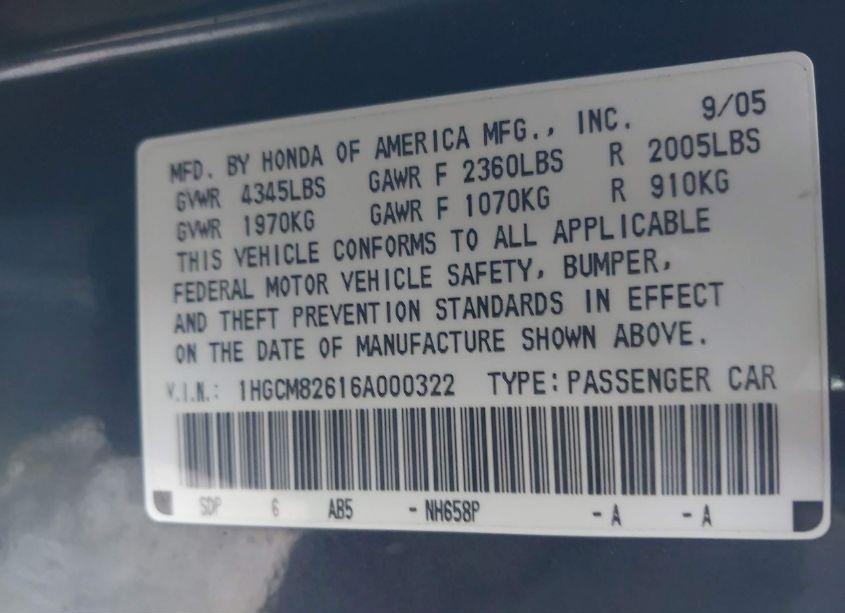 MFD. BY HONDA OF AMERICA MFG., INC. 9/05
GVWR 4345LBS GAWR F 2360LBS R 2005LBS
GVWR 1970KG GAWR F 1070KG R 910KG
THIS VEHICLE CONFORMS TO ALL APPLICABLE
FEDERAL MOTOR VEHICLE SAFETY, BUMPER,
AND THEFT PREVENTION STANDARDS IN EFFECT
ON THE DATE OF MANUFACTURE SHOWN ABOVE.
V.I.N.: 1HGCM82616A000322 TYPE: PASSENGER CAR
SDP 6 AB5 - NH658P - A - A